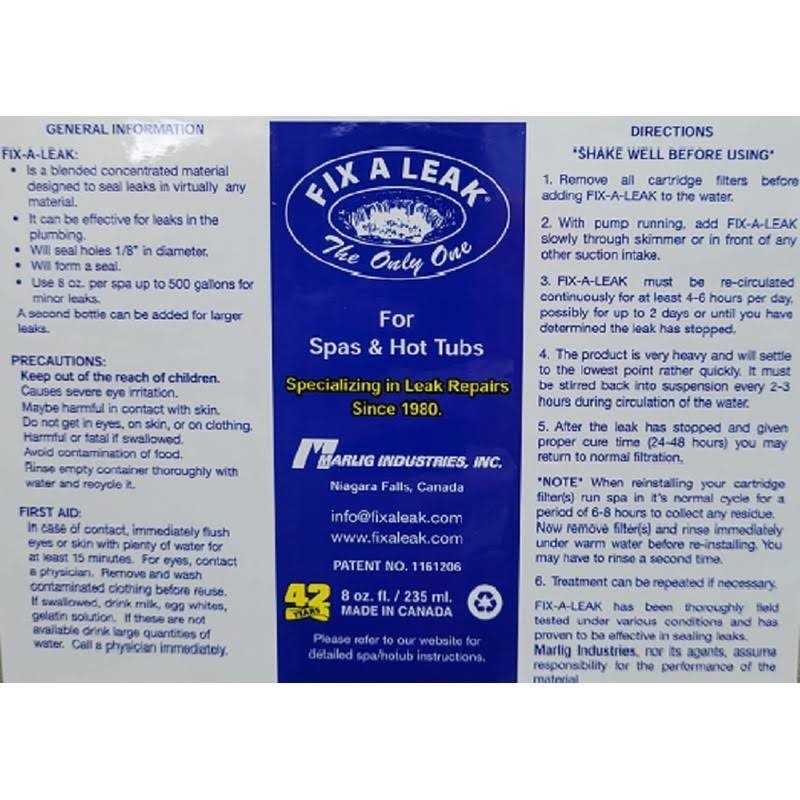 GENERAL INFORMATION
FIX-A-LEAK:
• Is a blended concentrated material
designed to seal leaks in virtually any
material.
• It can be effective for leaks in the
plumbing.
• Will seal holes 1/8" in diameter.
• Will form a seal.
• Use 8 oz. per spa up to 500 gallons for
minor leaks.
A second bottle can be added for larger
leaks.
PRECAUTIONS:
Keep out of the reach of children.
Causes severe eye irritation.
Maybe harmful in contact with skin.
Do not get in eyes, on skin, or on clothing.
Harmful or fatal if swallowed.
Avoid contamination of food.
Rinse empty container thoroughly with
water and recycle it.
FIRST AID:
In case of contact, immediately flush
eyes or skin with plenty of water for
at least 15 minutes. For eyes, contact
a physician. Remove and wash
contaminated clothing before reuse.
If swallowed, drink milk, egg whites,
gelatin solution. If these are not
available drink large quantities of
water. Call a physician immediately.
FIX A LEAK®
The Only One
For
Spas & Hot Tubs
Specializing in Leak Repairs
Since 1980.
MARLIG INDUSTRIES, INC.
Niagara Falls, Canada
info@fixaleak.com
www.fixaleak.com
PATENT NO. 1161206
42 YEARS
8 oz. fl. / 235 ml.
MADE IN CANADA
Please refer to our website for
detailed spa/hotub instructions.
DIRECTIONS
*SHAKE WELL BEFORE USING*
1. Remove all cartridge filters before
adding FIX-A-LEAK to the water.
2. With pump running, add FIX-A-LEAK
slowly through skimmer or in front of any
other suction intake.
3. FIX-A-LEAK must be re-circulated
continuously for at least 4-6 hours per day,
possibly for up to 2 days or until you have
determined the leak has stopped.
4. The product is very heavy and will settle
to the lowest point rather quickly. It must
be stirred back into suspension every 2-3
hours during circulation of the water.
5. After the leak has stopped and given
proper cure time (24-48 hours) you may
return to normal filtration.
*NOTE* When reinstalling your cartridge
filter(s) run spa in it's normal cycle for a
period of 6-8 hours to collect any residue.
Now remove filter(s) and rinse immediately
under warm water before re-installing. You
may have to rinse a second time.
6. Treatment can be repeated if necessary.
FIX-A-LEAK has been thoroughly field
tested under various conditions and has
proven to be effective in sealing leaks.
Marlig Industries, nor its agents, assume
responsibility for the performance of the
material